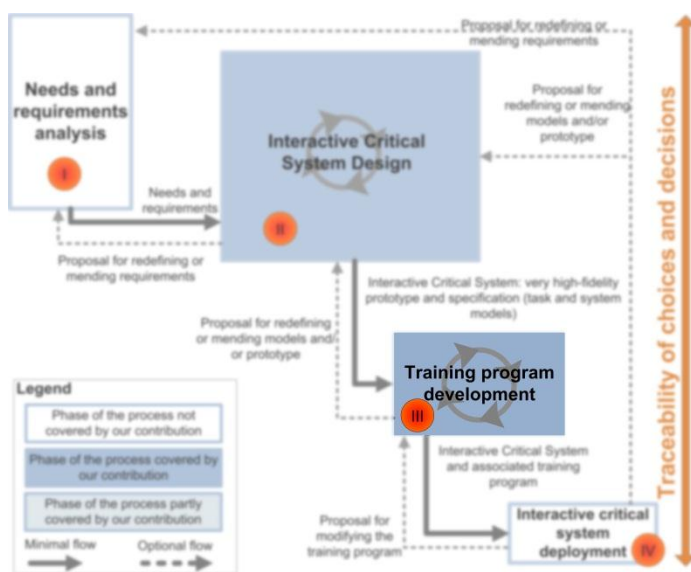 Proposal for redefining or
mending requirements
Needs and
requirements
analysis
I
Interactive Critical
System Design
II
Proposal for
redefining or mending
models and/or
prototype
Needs and
requirements
Proposal for redefining or
mending requirements
Interactive Critical System: very high-fidelity
prototype and specification (task and system
models)
Proposal for redefining
or mending models and/
or prototype
Training program
development
III
Interactive Critical System
and associated training
program
Proposal for
modifying the
training program
Interactive critical
system
deployment
IV
Traceability of choices and decisions
Legend
Phase of the process not
covered by our contribution
Phase of the process covered by
our contribution
Phase of the process partly
covered by our contribution
Minimal flow
Optional flow